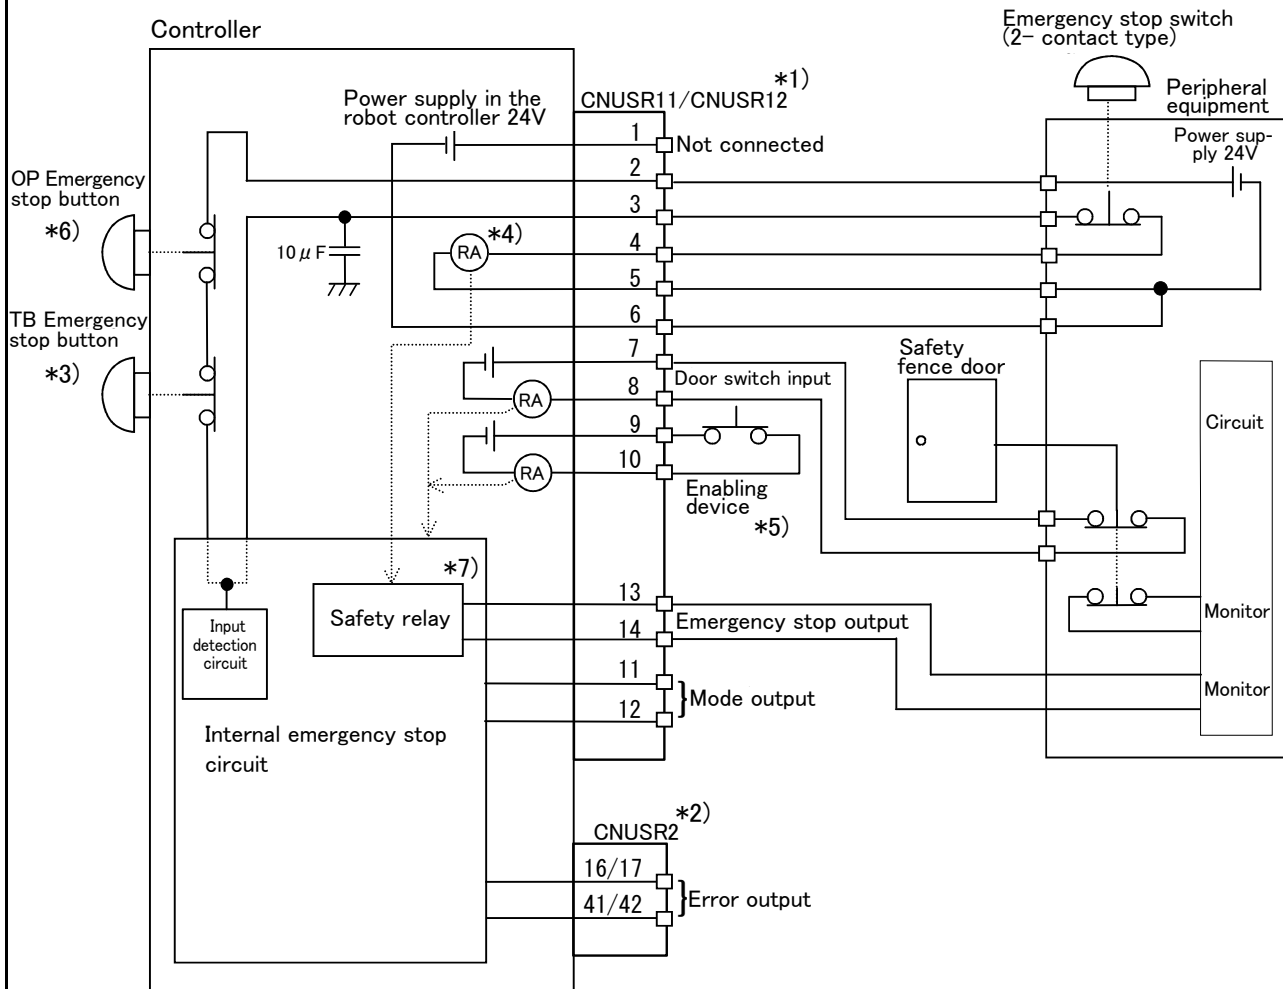 Controller
Emergency stop switch
(2- contact type)
Peripheral
equipment
Power sup-
ply 24V
Power supply in the
robot controller 24V
CNUSR11/CNUSR12
*1)
1
Not connected
2
3
4
5
6
7
Door switch input
8
9
10
Enabling
device
*5)
OP Emergency
stop button
*6)
TB Emergency
stop button
*3)
10μF
RA
*4)
RA
RA
Safety
fence door
Circuit
Monitor
Monitor
*7)
Safety relay
13
Emergency stop output
14
11
12
}Mode output
Input
detection
circuit
Internal emergency stop
circuit
CNUSR2
*2)
16/17
41/42
}Error output